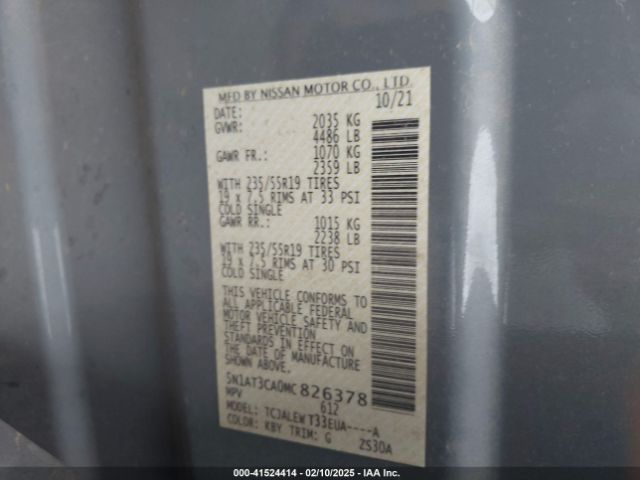 MFD BY NISSAN MOTOR CO., LTD.
DATE: 10/21
GVWR: 2035 KG
4486 LB
GAWR FR.: 1070 KG
2359 LB
WITH 235/55R19 TIRES
19 x 7.5 RIMS AT 33 PSI
COLD SINGLE
GAWR RR.: 1015 KG
2238 LB
WITH 235/55R19 TIRES
19 x 7.5 RIMS AT 30 PSI
COLD SINGLE
THIS VEHICLE CONFORMS TO
ALL APPLICABLE FEDERAL
MOTOR VEHICLE SAFETY AND
THEFT PREVENTION
STANDARDS IN EFFECT ON
THE DATE OF MANUFACTURE
SHOWN ABOVE.
5N1AT3CA0MC 826378
MPV 612
MODEL: TCJALEW T33EUA----A
COLOR: KBY TRIM: G ZS30A
000-41524414 - 02/10/2025 - IAA Inc.